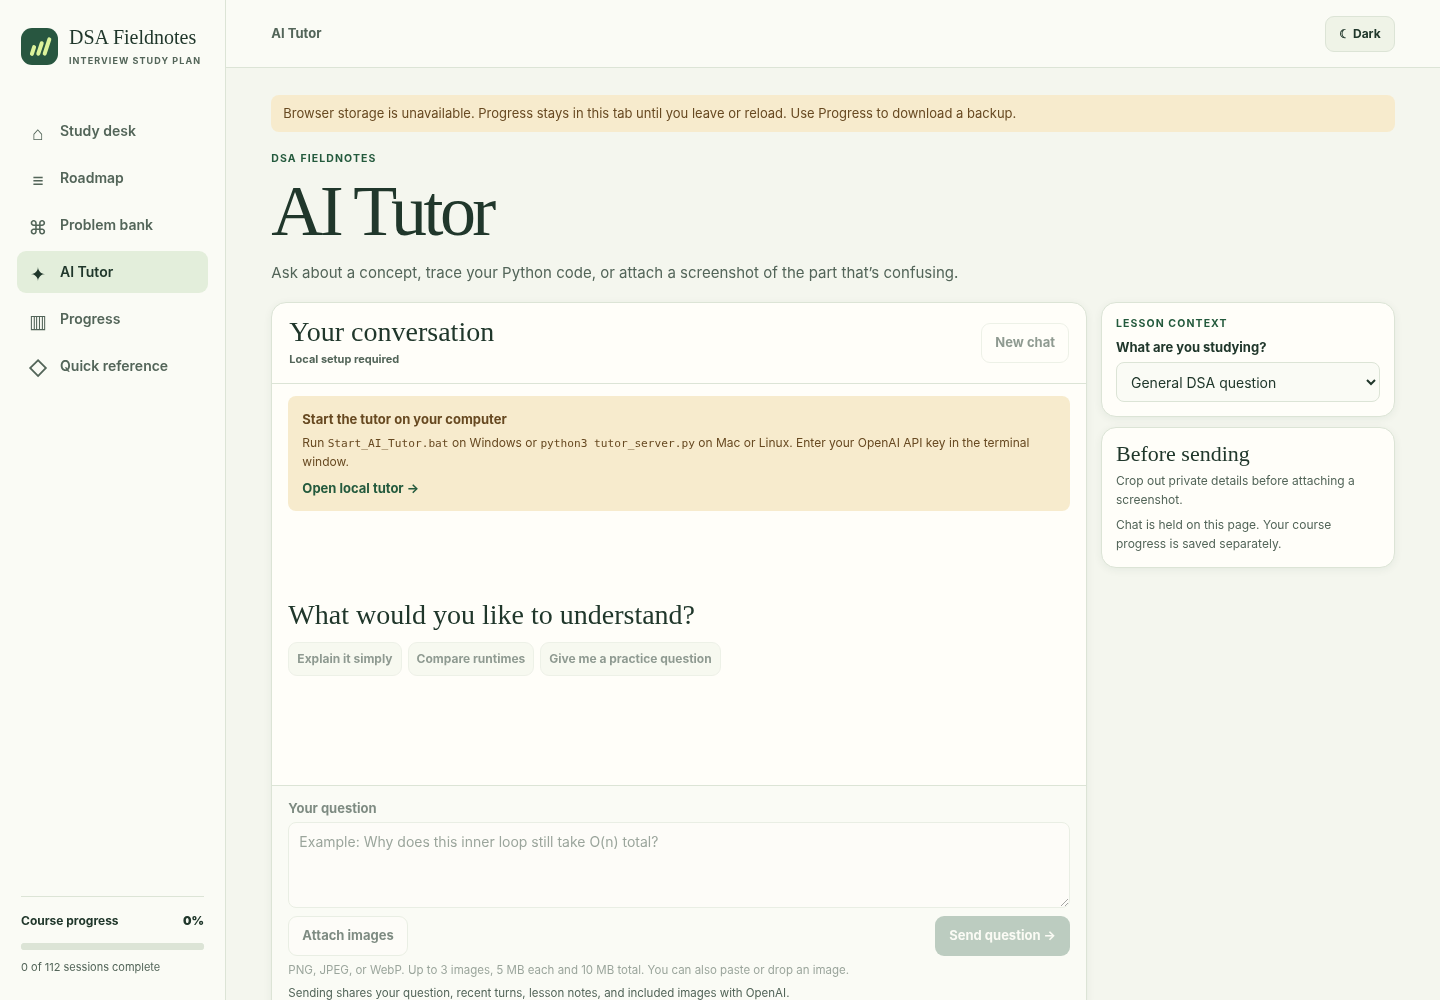 DSA Fieldnotes
INTERVIEW STUDY PLAN
Study desk
Roadmap
Problem bank
AI Tutor
Progress
Quick reference
Course progress 0%
0 of 112 sessions complete
AI Tutor
Dark
Browser storage is unavailable. Progress stays in this tab until you leave or reload. Use Progress to download a backup.
DSA FIELDNOTES
AI Tutor
Ask about a concept, trace your Python code, or attach a screenshot of the part that’s confusing.
Your conversation
Local setup required
New chat
Start the tutor on your computer
Run Start_AI_Tutor.bat on Windows or python3 tutor_server.py on Mac or Linux. Enter your OpenAI API key in the terminal
window.
Open local tutor →
What would you like to understand?
Explain it simply
Compare runtimes
Give me a practice question
Your question
Example: Why does this inner loop still take O(n) total?
Attach images
Send question →
PNG, JPEG, or WebP. Up to 3 images, 5 MB each and 10 MB total. You can also paste or drop an image.
Sending shares your question, recent turns, lesson notes, and included images with OpenAI.
LESSON CONTEXT
What are you studying?
General DSA question
Before sending
Crop out private details before attaching a
screenshot.
Chat is held on this page. Your course
progress is saved separately.